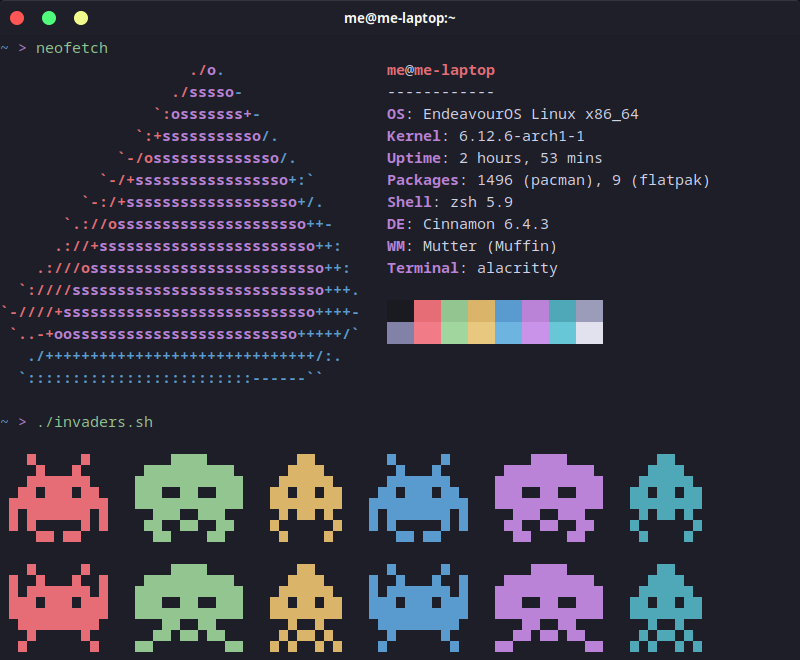 me@me-laptop:~
~ > neofetch
./o.
./sssso-
`:osssssss+-
`:+sssssssssso/.
`-/ossssssssssssso/.
`-/+sssssssssssssssso+:`
`-:/+sssssssssssssssssso+/.
`.://osssssssssssssssssssso++-
.://+ssssssssssssssssssssssso++:
.:///ossssssssssssssssssssssssso++:
`:////ssssssssssssssssssssssssssso+++.
`-////+ssssssssssssssssssssssssssso++++-
`..-+oosssssssssssssssssssssssso+++++/`
./++++++++++++++++++++++++++++++/:.
`:::::::::::::::::::::::::------``
me@me-laptop
------------
OS: EndeavourOS Linux x86_64
Kernel: 6.12.6-arch1-1
Uptime: 2 hours, 53 mins
Packages: 1496 (pacman), 9 (flatpak)
Shell: zsh 5.9
DE: Cinnamon 6.4.3
WM: Mutter (Muffin)
Terminal: alacritty
~ > ./invaders.sh